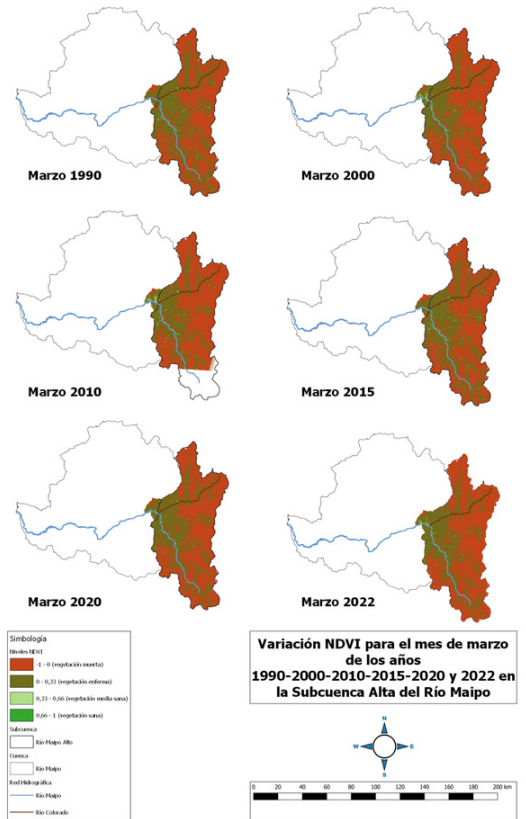 Marzo 1990
Marzo 2000
Marzo 2010
Marzo 2015
Marzo 2020
Marzo 2022
Simbología
Niveles NDVI
-1 - 0 (vegetación muerta)
0 - 0,33 (vegetación enferma)
0,33 - 0,66 (vegetación media-sana)
0,66 - 1 (vegetación sana)
Subcuenca
Río Maipo Alto
Cuenca
Río Maipo
Red Hidrográfica
Río Maipo
Río Colorado
Variación NDVI para el mes de marzo
de los años
1990-2000-2010-2015-2020 y 2022 en
la Subcuenca Alta del Río Maipo
N
W
E
S
0 20 40 60 80 100 120 140 160 180 200 km